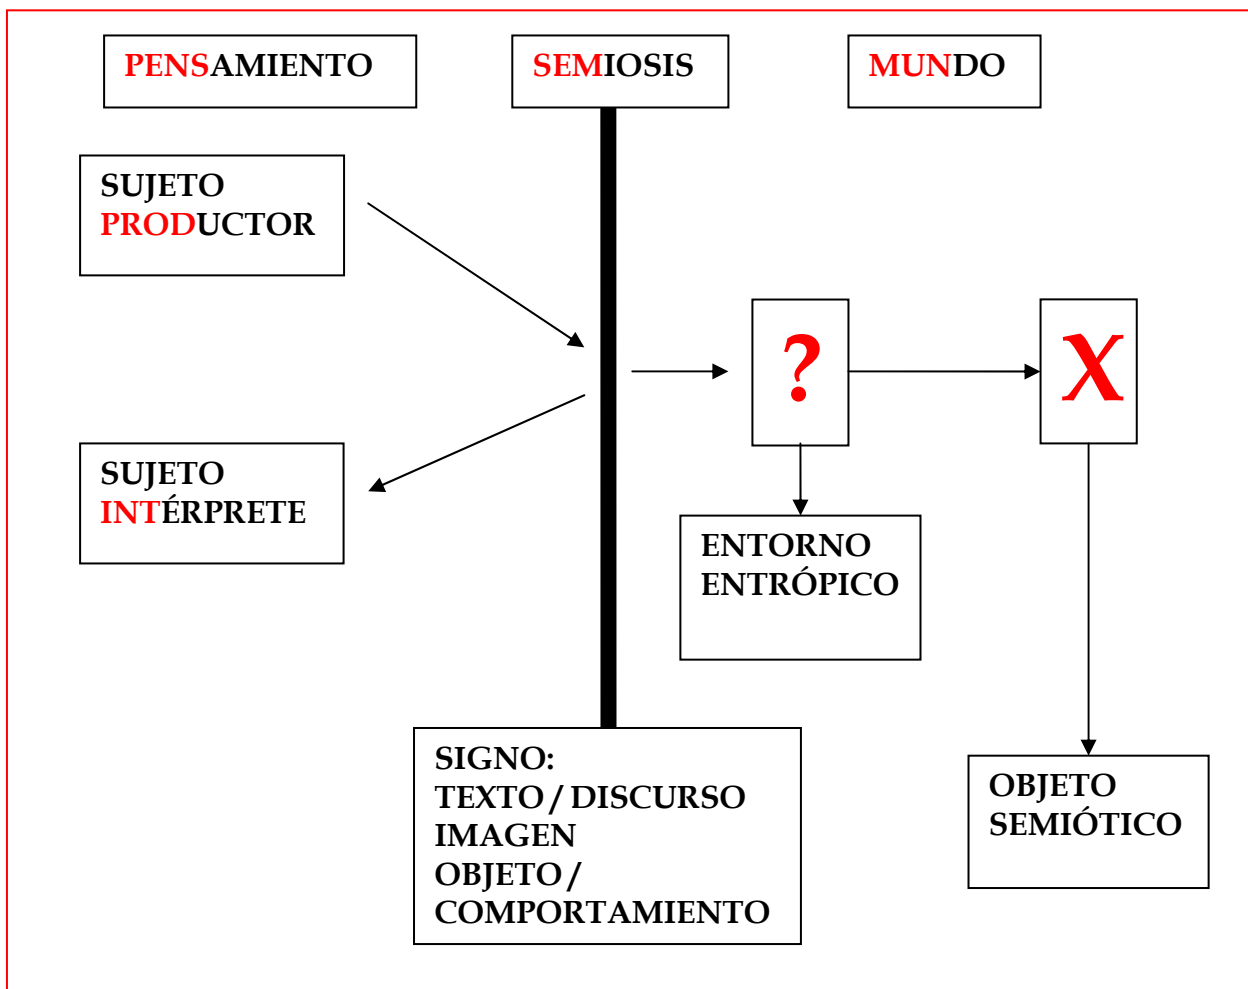 PENSAMIENTO
SEMIOSIS
MUNDO
SUJETO
PRODUCTOR
?
X
SUJETO
INTÉRPRETE
ENTORNO
ENTRÓPICO
SIGNO:
TEXTO / DISCURSO
IMAGEN
OBJETO /
COMPORTAMIENTO
OBJETO
SEMIÓTICO